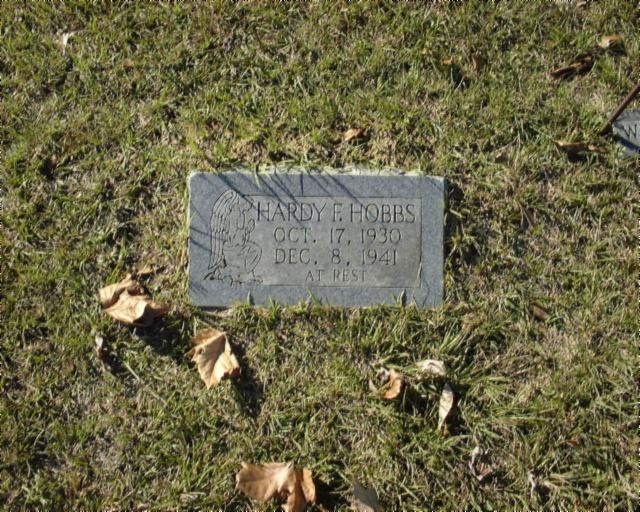 HARDY F. HOBBS
OCT. 17, 1930
DEC. 8, 1941
AT REST